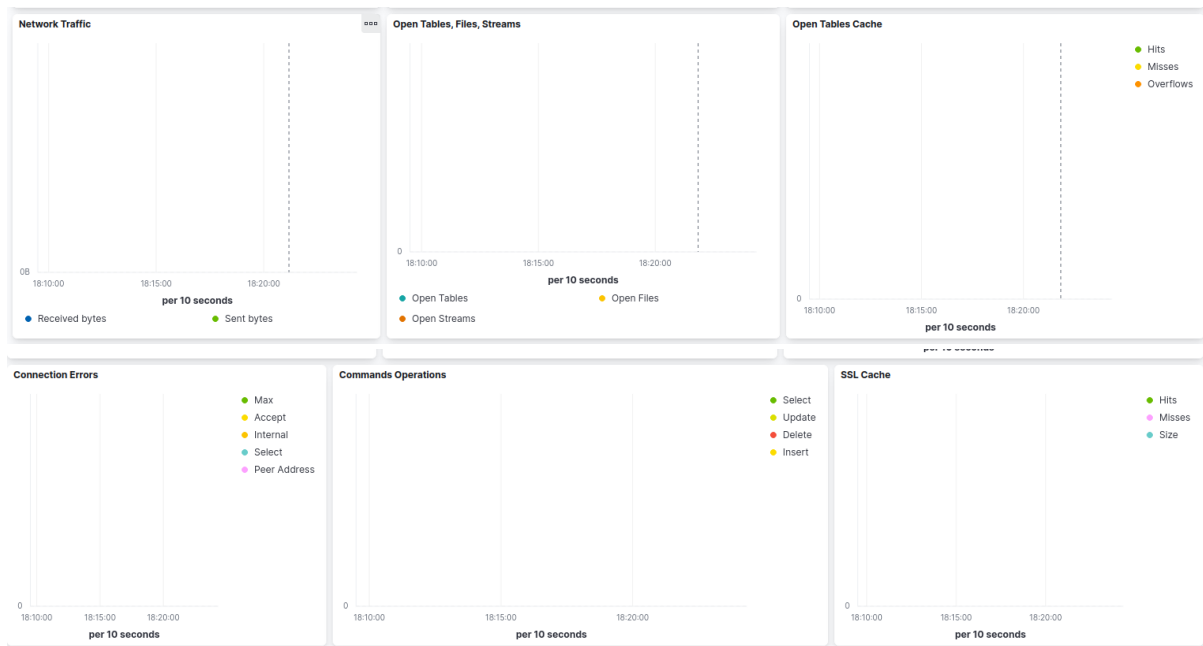 Network Traffic
0B
18:10:00 18:15:00 18:20:00
per 10 seconds
Received bytes Sent bytes
Open Tables, Files, Streams
0
18:10:00 18:15:00 18:20:00
per 10 seconds
Open Tables Open Files
Open Streams
Open Tables Cache
Hits
Misses
Overflows
0
18:10:00 18:15:00 18:20:00
per 10 seconds
per 10 seconds
Connection Errors
Max
Accept
Internal
Select
Peer Address
0
18:10:00 18:15:00 18:20:00
per 10 seconds
Commands Operations
Select
Update
Delete
Insert
0
18:10:00 18:15:00 18:20:00
per 10 seconds
SSL Cache
Hits
Misses
Size
0
18:10:00 18:15:00 18:20:00
per 10 seconds